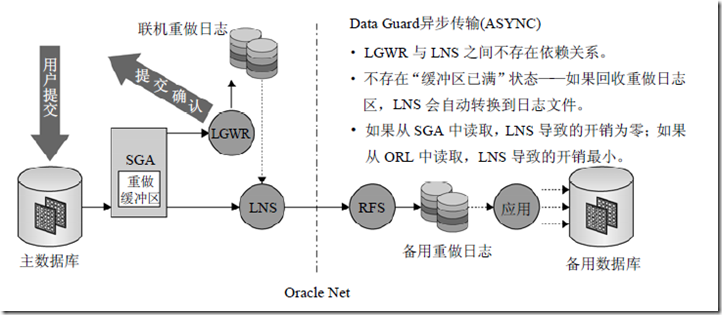 联机重做日志
用户提交
提交确认
LGWR
SGA
重做
缓冲区
LNS
主数据库
Data Guard异步传输(ASYNC)
· LGWR 与 LNS 之间不存在依赖关系。
· 不存在“缓冲区已满”状态——如果回收重做日志
区，LNS 会自动转换到日志文件。
· 如果从 SGA 中读取，LNS 导致的开销为零；如果
从 ORL 中读取，LNS 导致的开销最小。
RFS
备用重做日志
应用
备用数据库
Oracle Net